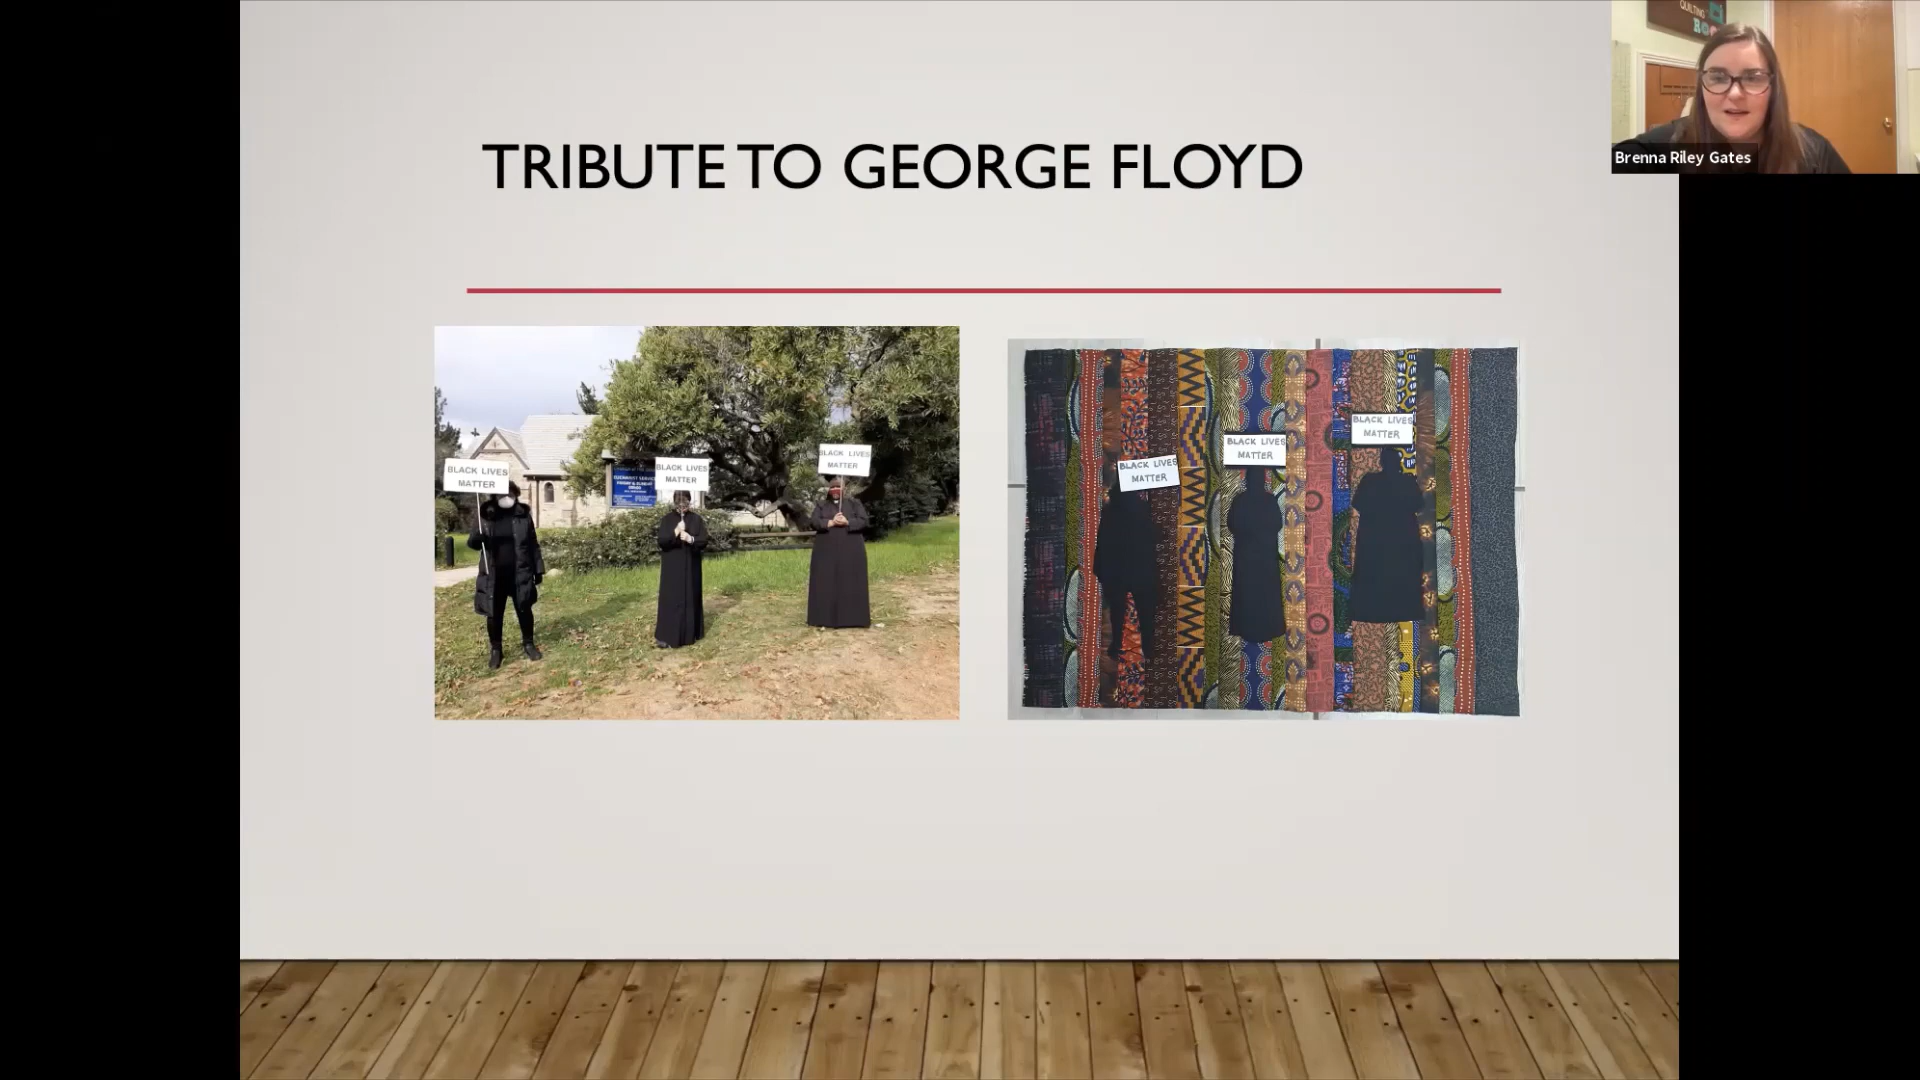 TRIBUTE TO GEORGE FLOYD
QUILTING
Brenna Riley Gates
BLACK LIVES
MATTER
BLACK LIVES
MATTER
BLACK LIVES
MATTER
BLACK LIVES
MATTER
BLACK LIVES
MATTER
BLACK LIVES
MATTER